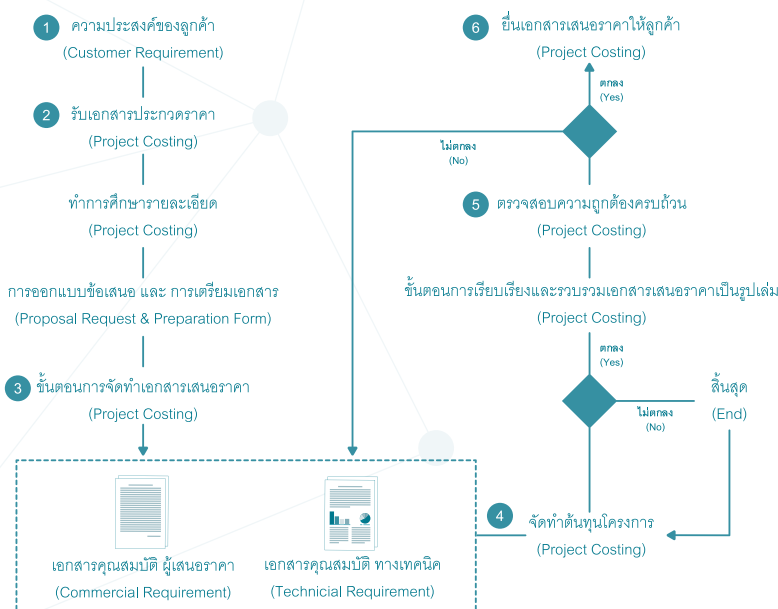 1 ความประสงค์ของลูกค้า
(Customer Requirement)
2 รับเอกสารประกวดราคา
(Project Costing)
ทำการศึกษารายละเอียด
(Project Costing)
การออกแบบข้อเสนอ และ การเตรียมเอกสาร
(Proposal Request & Preparation Form)
3 ขั้นตอนการจัดทำเอกสารเสนอราคา
(Project Costing)
เอกสารคุณสมบัติ ผู้เสนอราคา
(Commercial Requirement)
เอกสารคุณสมบัติ ทางเทคนิค
(Technicial Requirement)
4 จัดทำต้นทุนโครงการ
(Project Costing)
ไม่ตกลง
(No)
สิ้นสุด
(End)
ตกลง
(Yes)
ขั้นตอนการเรียบเรียงและรวบรวมเอกสารเสนอราคาเป็นรูปเล่ม
(Project Costing)
5 ตรวจสอบความถูกต้องครบถ้วน
(Project Costing)
ไม่ตกลง
(No)
ตกลง
(Yes)
6 ยื่นเอกสารเสนอราคาให้ลูกค้า
(Project Costing)